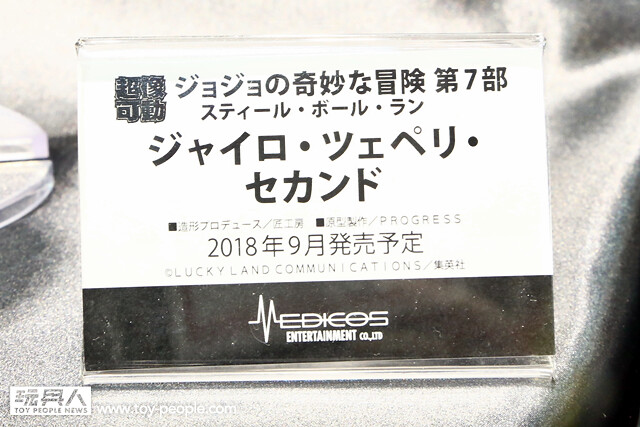 超像可動
ジョジョの奇妙な冒険 第7部
スティール・ボール・ラン
ジャイロ・ツェペリ・
セカンド
■造形プロデュース／匠工房 ■原型製作／PROGRESS
2018年9月発売予定
©LUCKY LAND COMMUNICATIONS／集英社
MEDICOS
ENTERTAINMENT CO.,LTD
玩具人
TOY PEOPLE NEWS
www.toy-people.com